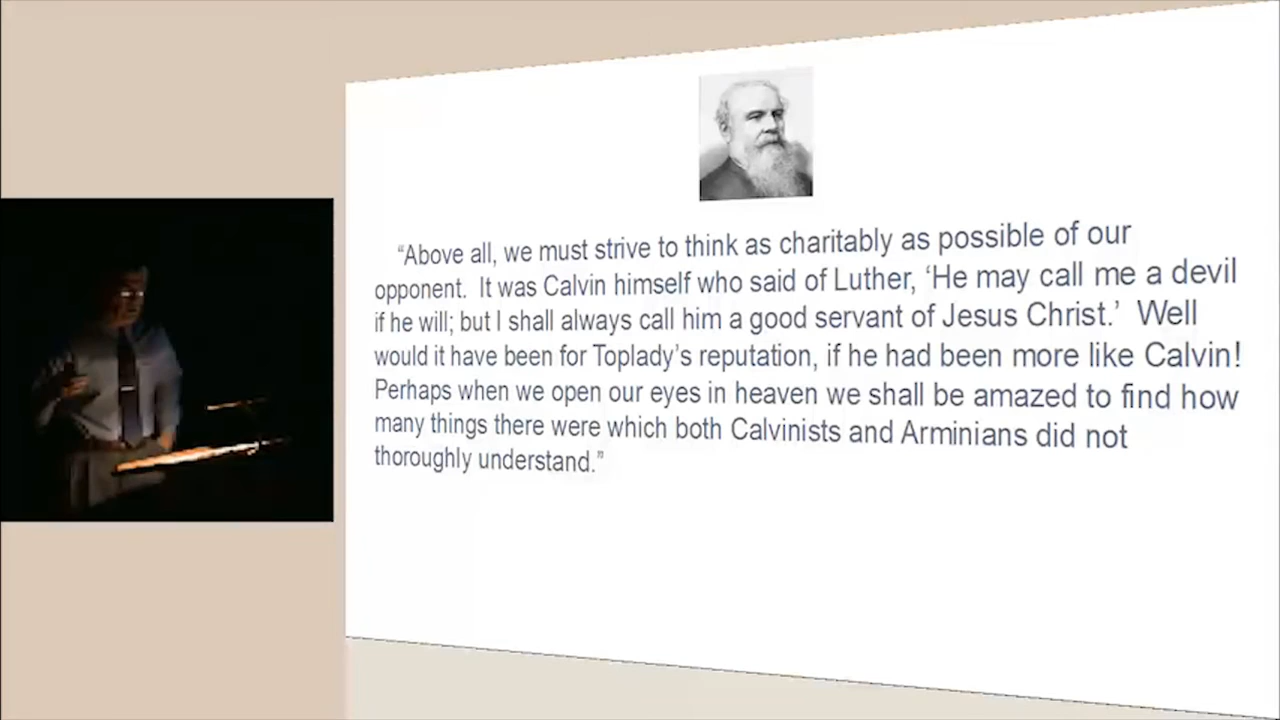 “Above all, we must strive to think as charitably as possible of our
opponent.  It was Calvin himself who said of Luther, ‘He may call me a devil
if he will; but I shall always call him a good servant of Jesus Christ.’  Well
would it have been for Toplady’s reputation, if he had been more like Calvin!
Perhaps when we open our eyes in heaven we shall be amazed to find how
many things there were which both Calvinists and Arminians did not
thoroughly understand.”